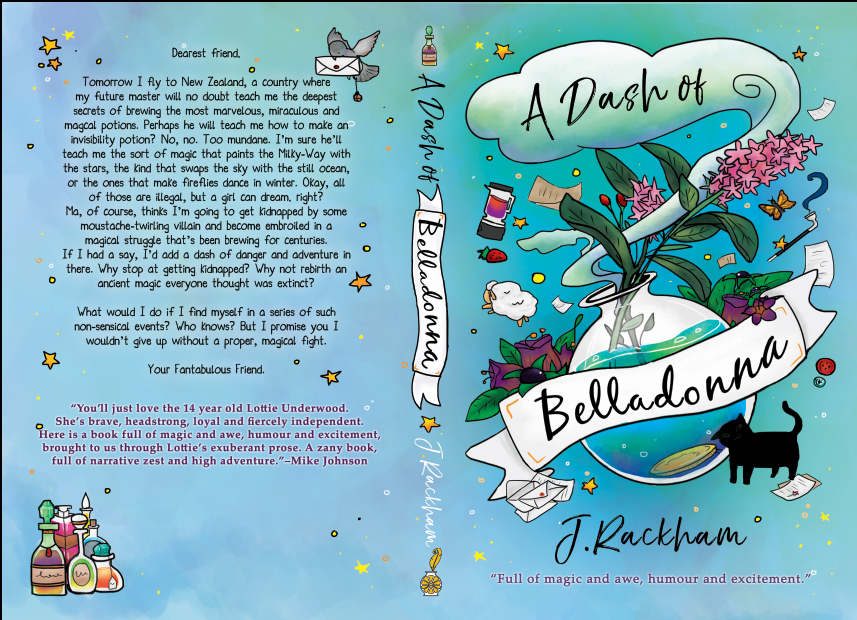 Dearest friend,
Tomorrow I fly to New Zealand, a country where
my future master will no doubt teach me the deepest
secrets of brewing the most marvelous, miraculous and
magcal potions. Perhaps he will teach me how to make an
invisibility potion? No, no. Too mundane. I'm sure he'll
teach me the sort of magic that paints the Milky-Way with
the stars, the kind that swaps the sky with the still ocean,
or the ones that make fireflies dance in winter. Okay, all
of those are illegal, but a girl can dream, right?
Ma, of course, thinks I'm going to get kidnapped by some
moustache-twirling villain and become embroiled in a
magical struggle that's been brewing for centuries.
If I had a say, I'd add a dash of danger and adventure in
there. Why stop at getting kidnapped? Why not rebirth an
ancient magic everyone thought was extinct?
What would I do if I find myself in a series of such
non-sensical events? Who knows? But I promise you I
wouldn't give up without a proper, magical fight.
Your Fantabulous Friend.
"You'll just love the 14 year old Lottie Underwood.
She's brave, headstrong, loyal and fiercely independent.
Here is a book full of magic and awe, humour and excitement,
brought to us through Lottie's exuberant prose. A zany book,
full of narrative zest and high adventure."–Mike Johnson
A Dash of
Belladonna
J.Rackham
A Dash of
Belladonna
J.Rackham
"Full of magic and awe, humour and excitement."